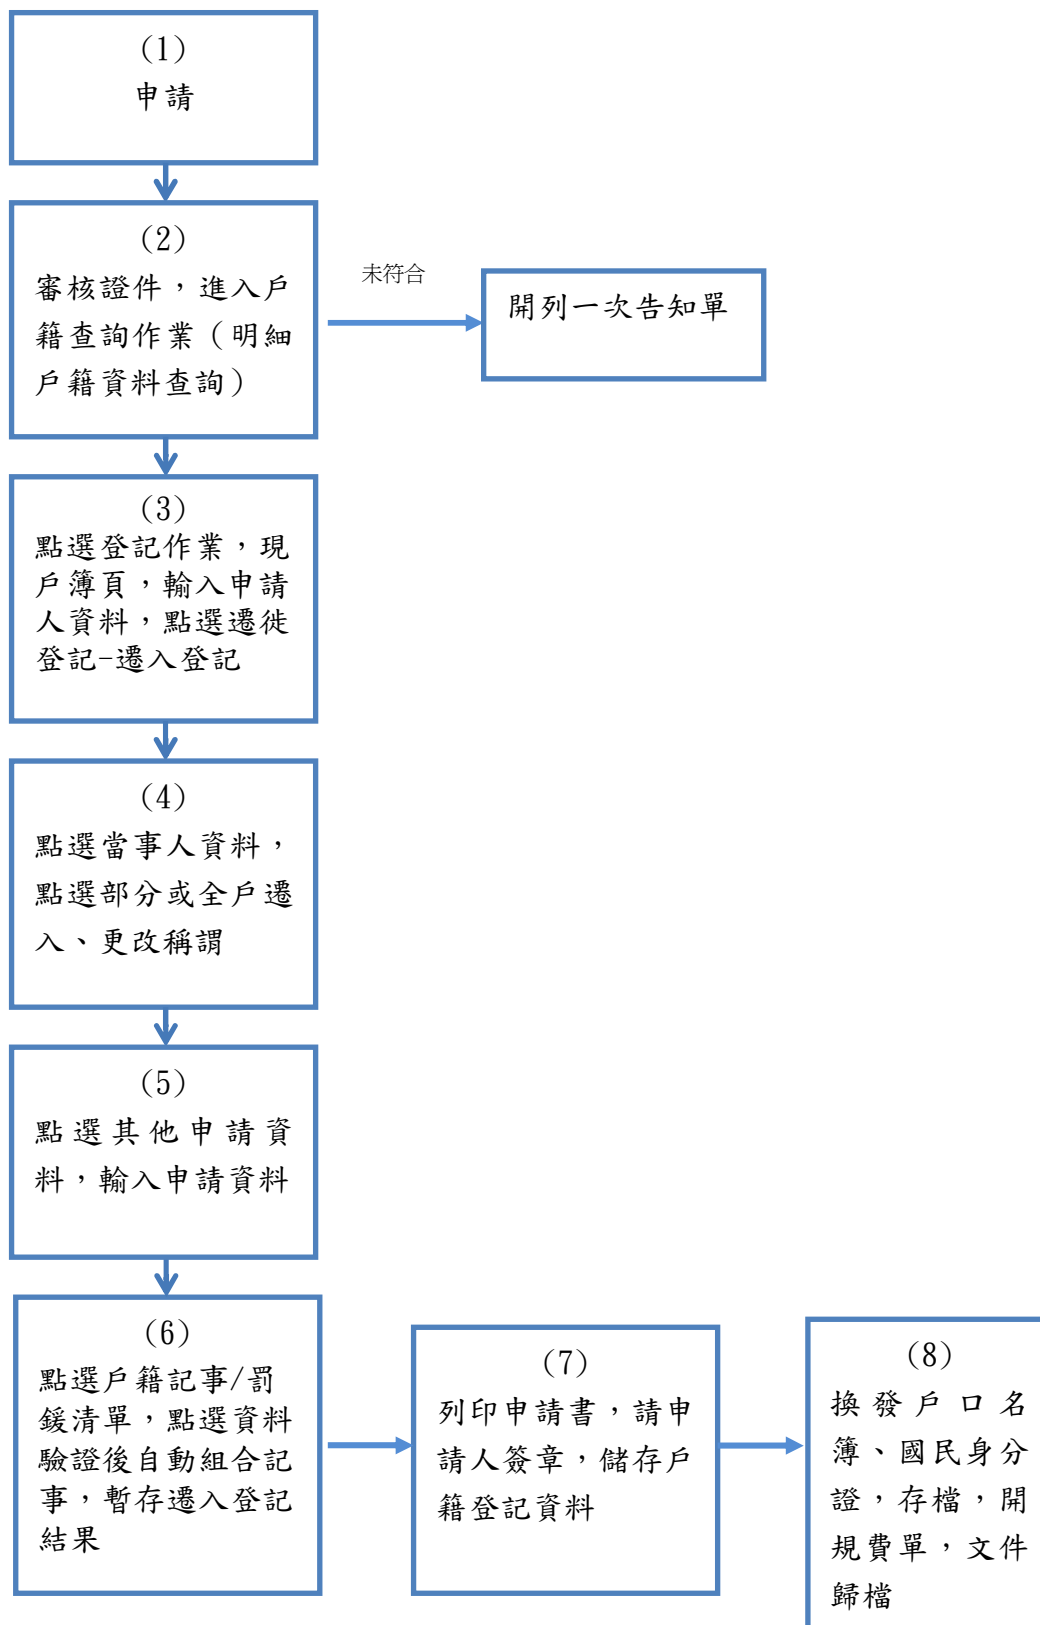 (1)
申請
(2)
審核證件，進入戶
籍查詢作業（明細
戶籍資料查詢）
未符合
開列一次告知單
(3)
點選登記作業，現
戶簿頁，輸入申請
人資料，點選遷徙
登記-遷入登記
(4)
點選當事人資料，
點選部分或全戶遷
入、更改稱謂
(5)
點選其他申請資
料，輸入申請資料
(6)
點選戶籍記事/罰
鍰清單，點選資料
驗證後自動組合記
事，暫存遷入登記
結果
(7)
列印申請書，請申
請人簽章，儲存戶
籍登記資料
(8)
換發戶口名
簿、國民身分
證，存檔，開
規費單，文件
歸檔